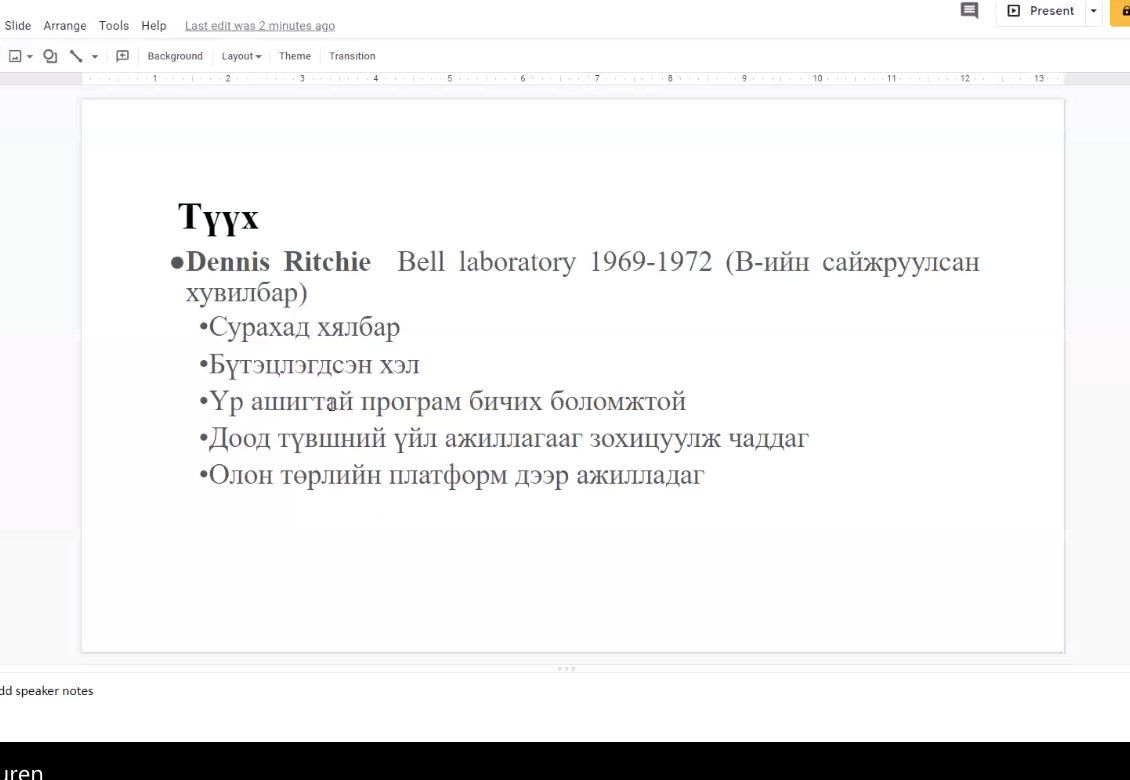 Slide Arrange Tools Help Last edit was 2 minutes ago Present
Background Layout Theme Transition
1 2 3 4 5 6 7 8 9 10 11 12 13
Түүх
●Dennis Ritchie Bell laboratory 1969-1972 (B-ийн сайжруулсан
хувилбар)
•Сурахад хялбар
•Бүтэцлэгдсэн хэл
•Үр ашигтай програм бичих боломжтой
•Доод түвшний үйл ажиллагааг зохицуулж чаддаг
•Олон төрлийн платформ дээр ажилладаг
dd speaker notes
uren